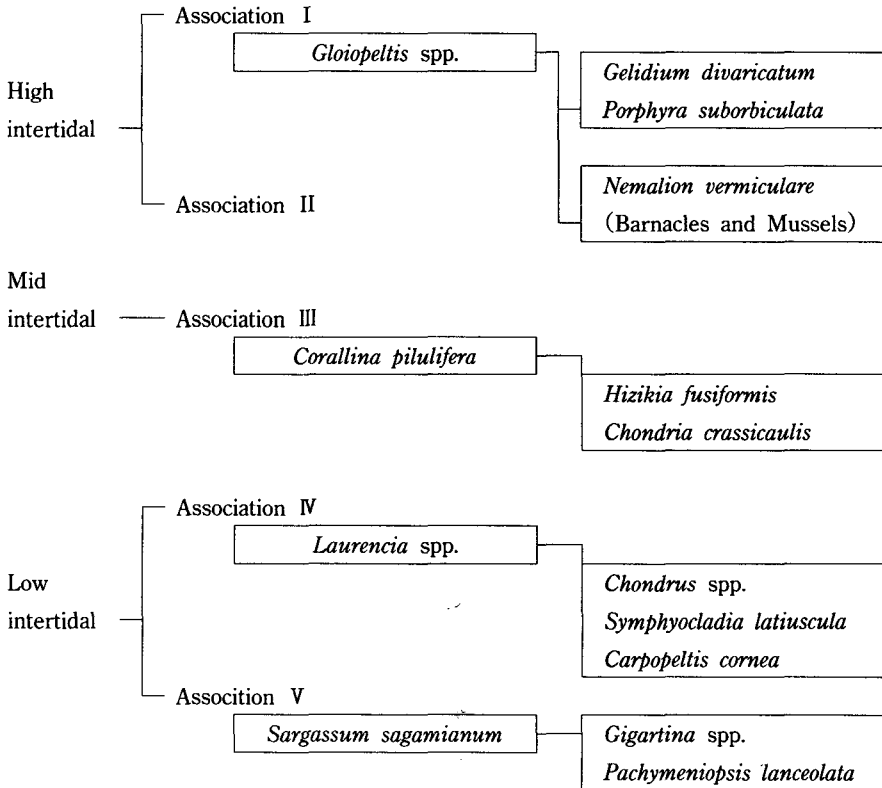 Association Ⅰ
Gloiopeltis spp.
Gelidium divaricatum
Porphyra suborbiculata
High
intertidal
Nemalion vermiculare
(Barnacles and Mussels)
Association Ⅱ
Mid
intertidal
Association Ⅲ
Corallina pilulifera
Hizikia fusiformis
Chondria crassicaulis
Association Ⅳ
Laurencia spp.
Chondrus spp.
Symphyocladia latiuscula
Carpopeltis cornea
Low
intertidal
Assocition Ⅴ
Sargassum sagamianum
Gigartina spp.
Pachymeniopsis lanceolata